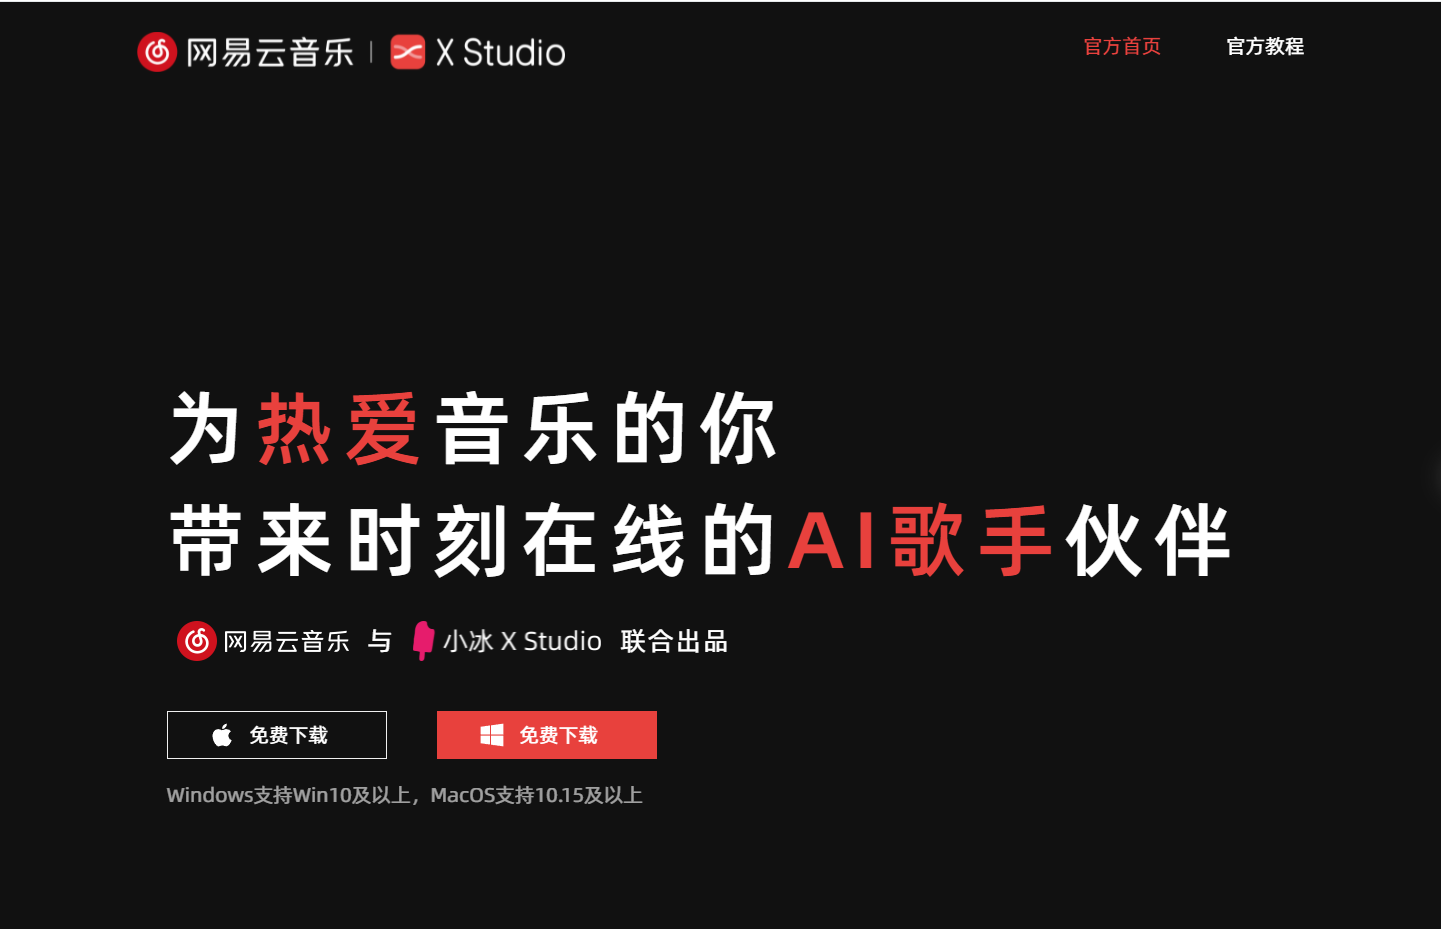 网易云音乐 | X Studio
官方首页
官方教程
为热爱音乐的你
带来时刻在线的AI歌手伙伴
网易云音乐 与 小冰 X Studio 联合出品
免费下载
免费下载
Windows支持Win10及以上，MacOS支持10.15及以上